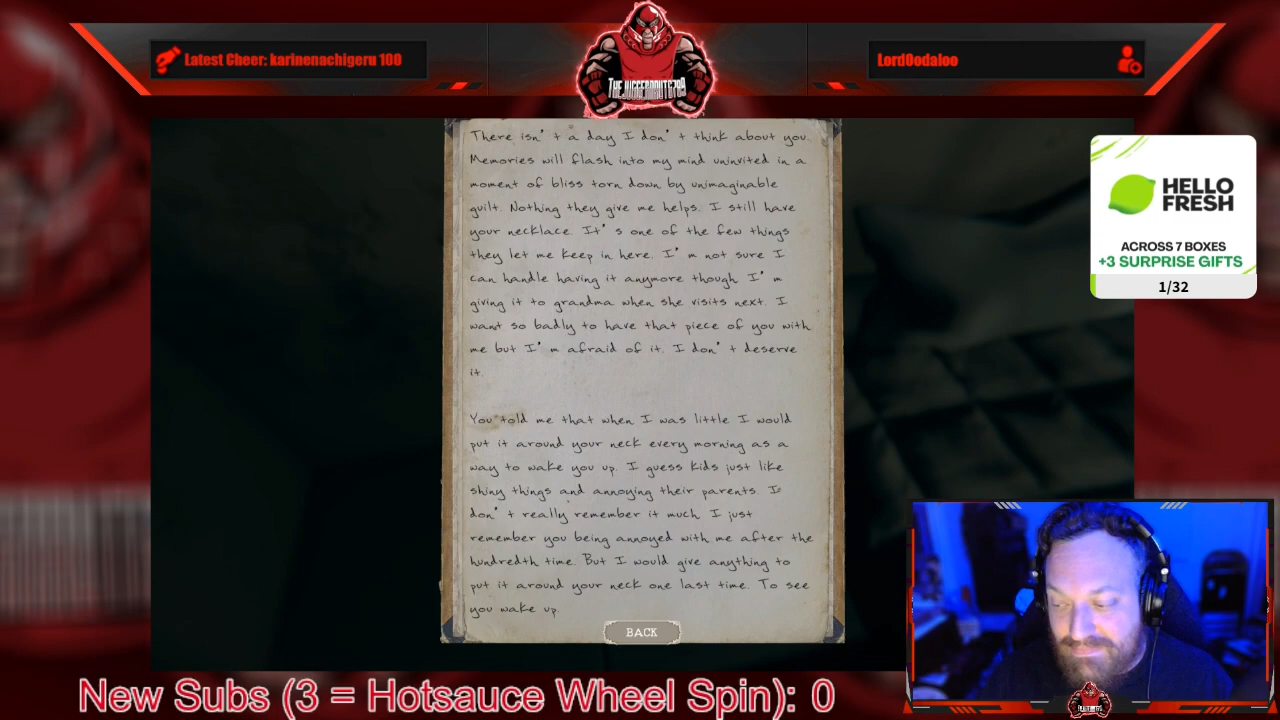 Latest Cheer: karinenachigeru 100
THEJUGGERNAUT6789
LordOodaloo
There isn' t a day I don' t think about you.
Memories will flash into my mind uninvited in a
moment of bliss torn down by unimaginable
guilt. Nothing they give me helps. I still have
your necklace. It' s one of the few things
they let me keep in here. I' m not sure I
can handle having it anymore though I' m
giving it to grandma when she visits next. I
want so badly to have that piece of you with
me but I' m afraid of it. I don' t deserve
it.
You told me that when I was little I would
put it around your neck every morning as a
way to wake you up. I guess kids just like
shiny things and annoying their parents. I
don' t really remember it much I just
remember you being annoyed with me after the
hundredth time. But I would give anything to
put it around your neck one last time. To see
you wake up.
BACK
HELLO
FRESH
ACROSS 7 BOXES
+3 SURPRISE GIFTS
1/32
New Subs (3 = Hotsauce Wheel Spin): 0